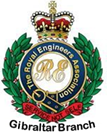 The Royal Engineers Association
RE
Gibraltar Branch